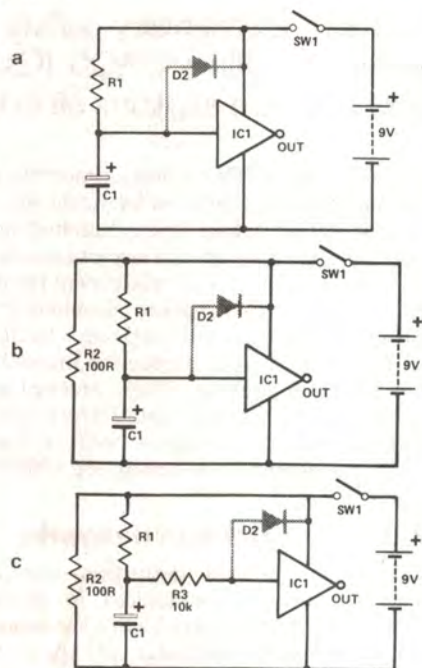 a
R1
D2
SW1
+
IC1
9V
OUT
+
C1
b
R1
D2
SW1
+
R2
100R
IC1
9V
OUT
+
C1
c
R1
D2
SW1
+
R2
100R
R3
10k
IC1
9V
OUT
+
C1